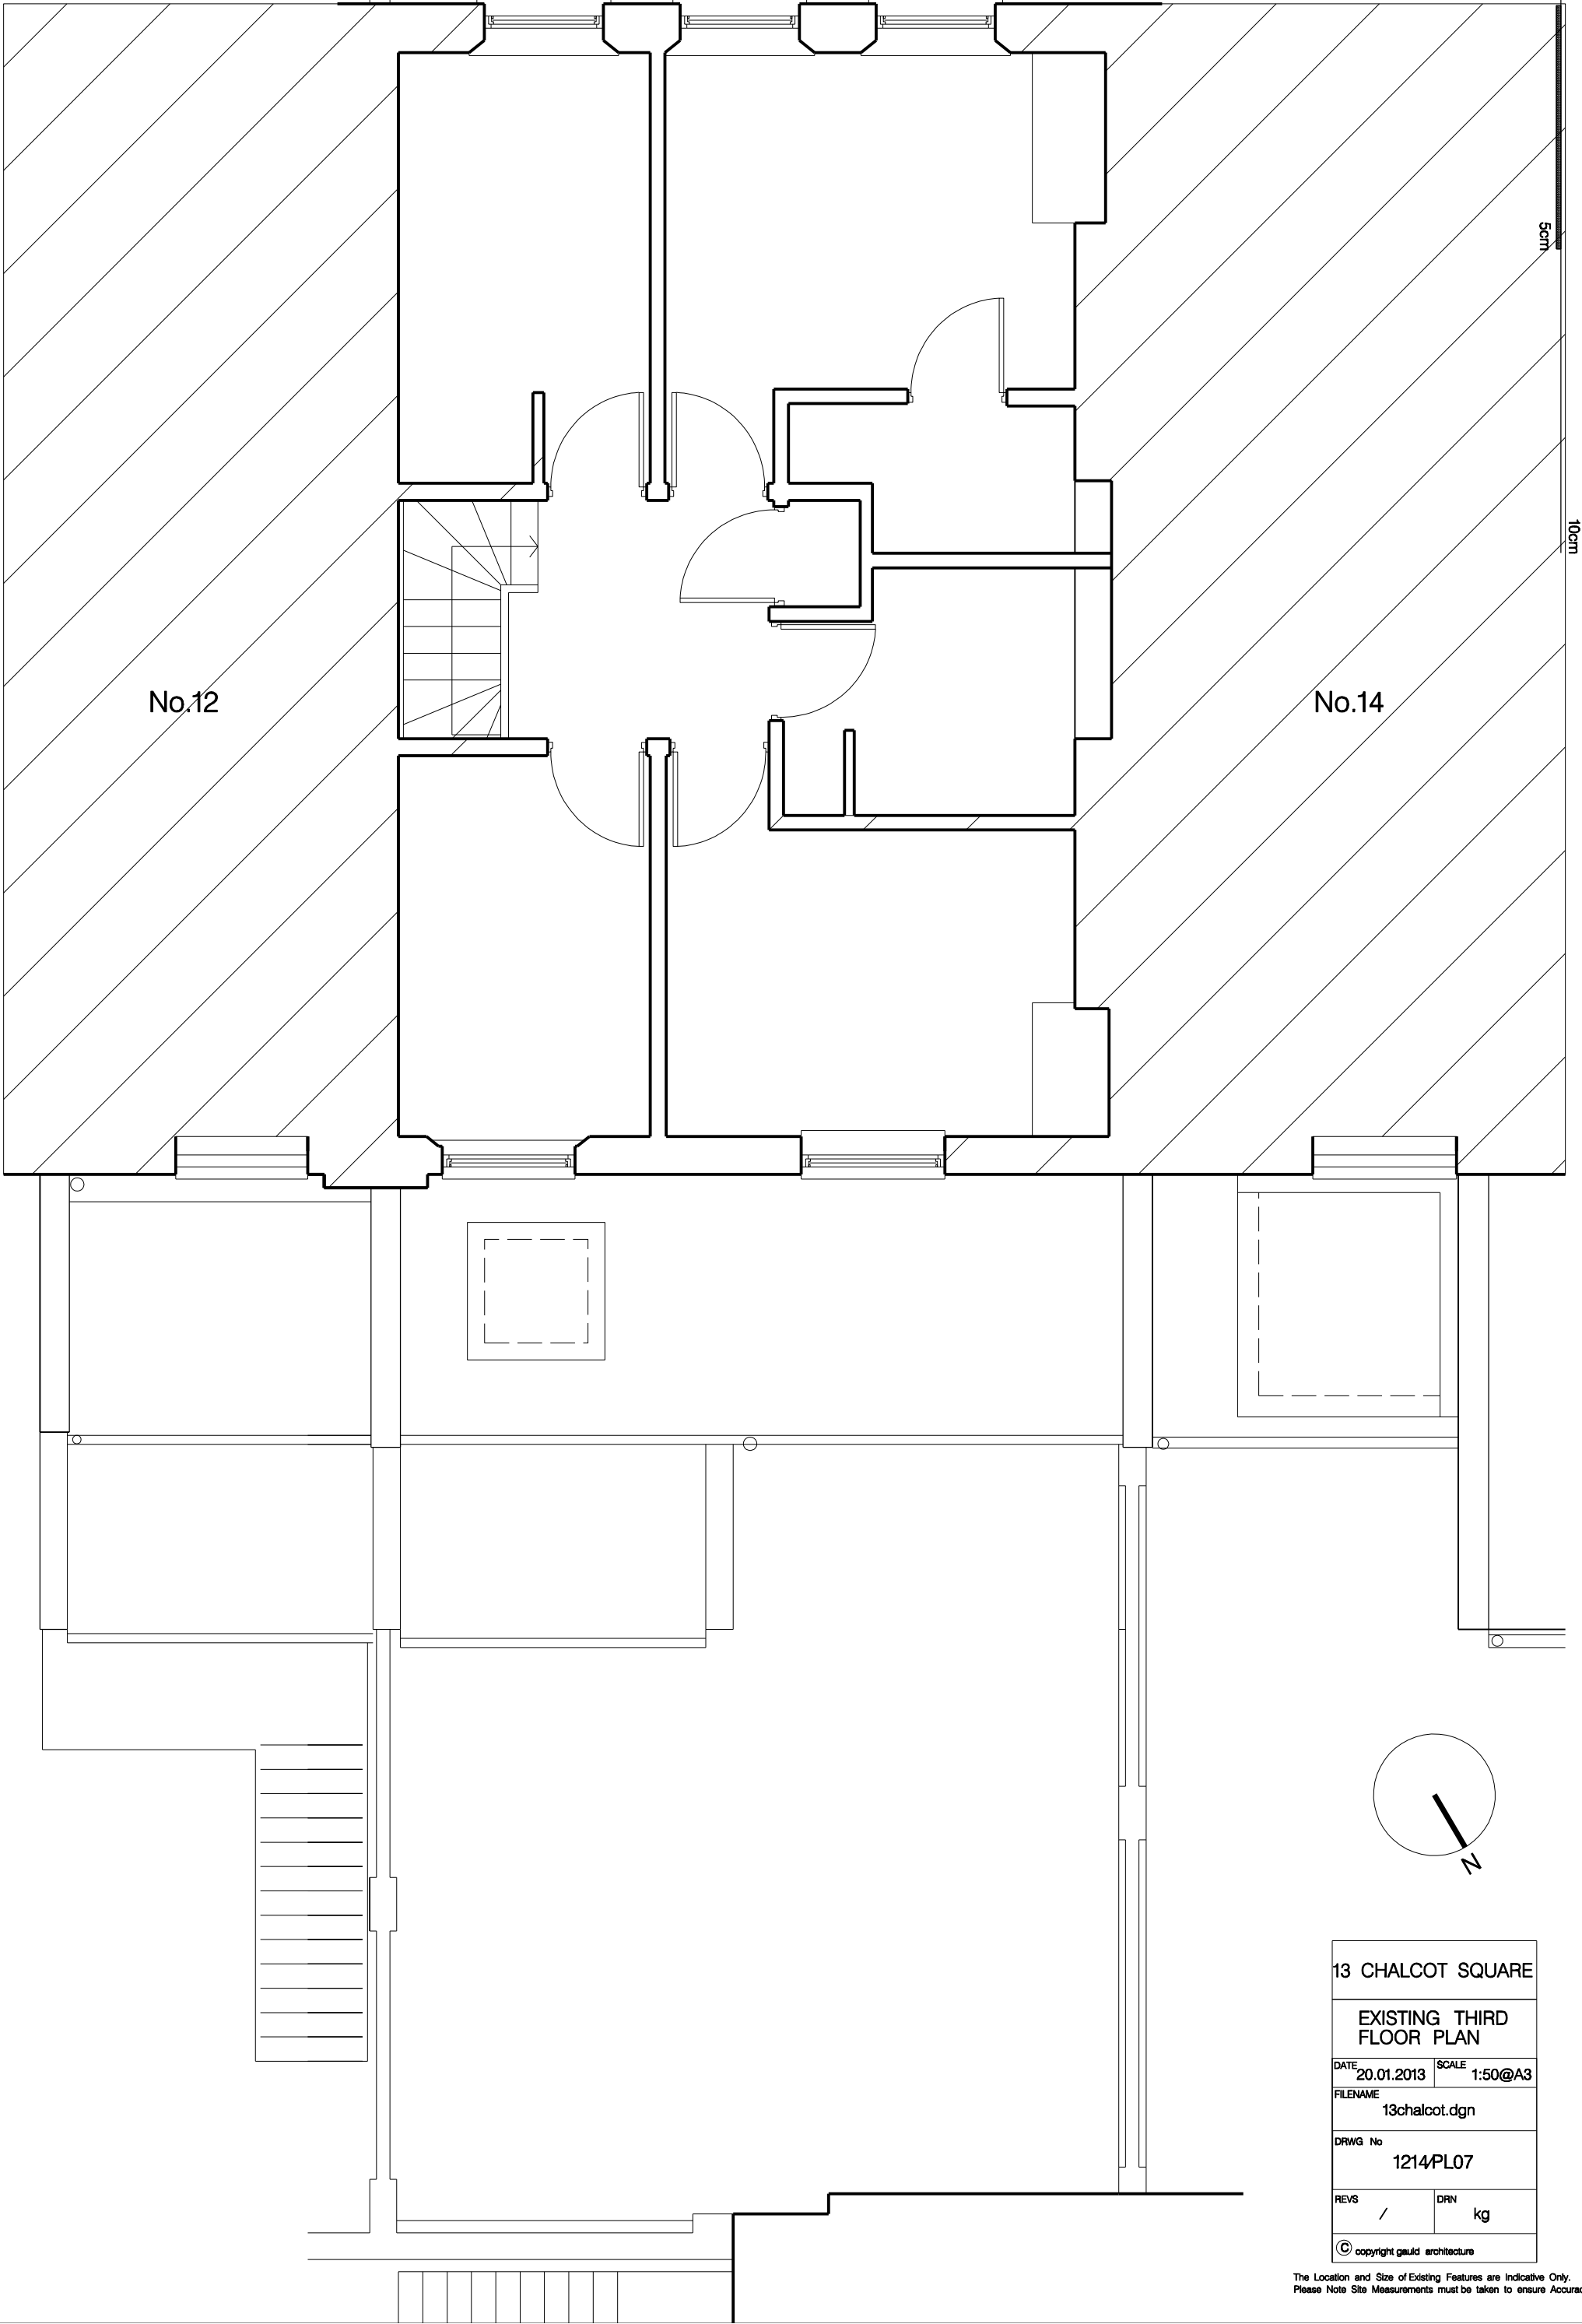 5cm
10cm
No.12
No.14
N
13 CHALCOT SQUARE
EXISTING THIRD
FLOOR PLAN
DATE 20.01.2013 SCALE 1:50@A3
FILENAME
13chalcot.dgn
DRWG No
1214/PL07
REVS / DRN kg
© copyright gauld architecture
The Location and Size of Existing Features are Indicative Only.
Please Note Site Measurements must be taken to ensure